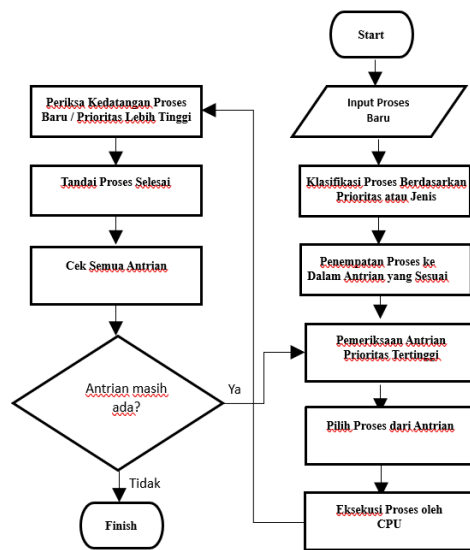 Start
Input Proses
Baru
Klasifikasi Proses Berdasarkan
Prioritas atau Jenis
Penempatan Proses ke
Dalam Antrian yang Sesuai
Pemeriksaan Antrian
Prioritas Tertinggi
Pilih Proses dari Antrian
Eksekusi Proses oleh
CPU
Periksa Kedatangan Proses
Baru / Prioritas Lebih Tinggi
Tandai Proses Selesai
Cek Semua Antrian
Antrian masih
ada?
Ya
Tidak
Finish